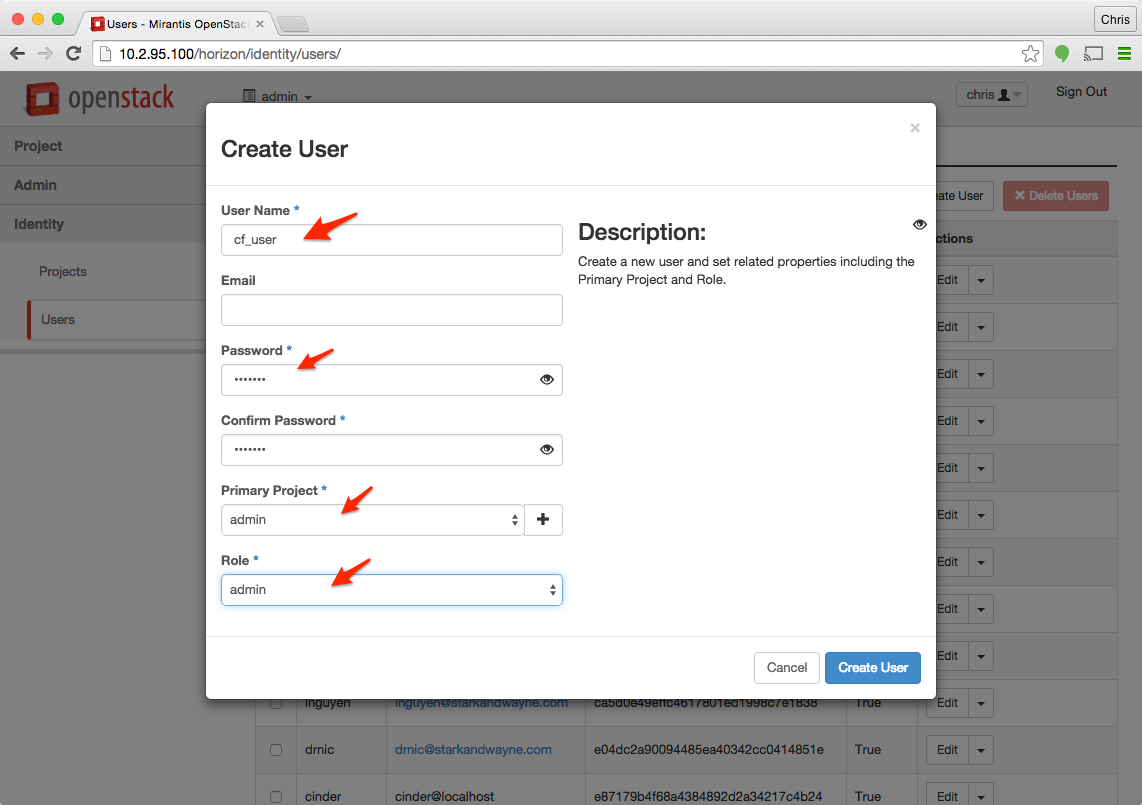 Users - Mirantis OpenStac
Chris
10.2.95.100/horizon/identity/users/
openstack
admin
chris
Sign Out
Project
Admin
Identity
Projects
Users
Create User
User Name *
cf_user
Email
Password *
•••••••
Confirm Password *
•••••••
Primary Project *
admin
Role *
admin
Description:
Create a new user and set related properties including the
Primary Project and Role.
Cancel
Create User
eate User
Delete Users
ctions
Edit
Edit
Edit
Edit
Edit
Edit
Edit
Edit
Edit
lnguyen lnguyen@starkandwayne.com ca5d0e49effc4617801ed1998c7e1838 True Edit
drnic drnic@starkandwayne.com e04dc2a90094485ea40342cc0414851e True Edit
cinder cinder@localhost e87179b4f68a4384892d2a34217c4b24 True Edit